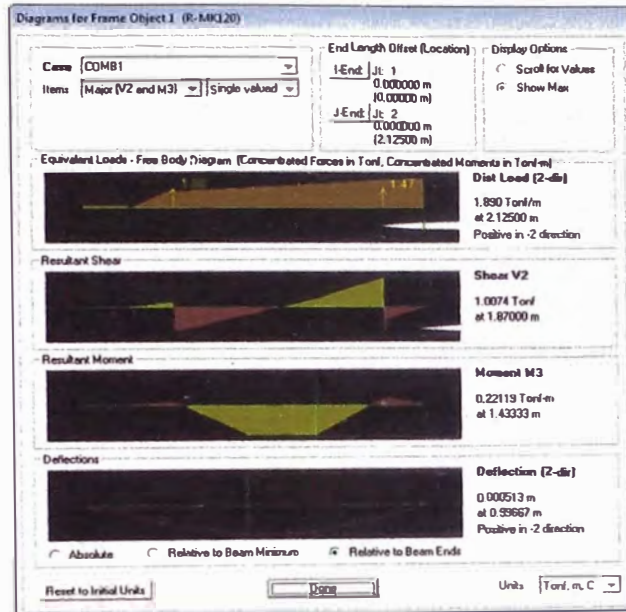 Diagrams for Frame Object 1 (R-MK120)
Case COMB1
Items Major (V2 and M3) Single valued
End Length Offset (Location)
I-End: Jt: 1
0.000000 m
(0.00000 m)
J-End: Jt: 2
0.000000 m
(2.12500 m)
Display Options
Scroll for Values
Show Max
Equivalent Loads - Free Body Diagram (Concentrated Forces in Tonf, Concentrated Moments in Tonf-m)
1.47
Dist Load (2-dir)
1.890 Tonf/m
at 2.12500 m
Positive in -2 direction
Resultant Shear
Shear V2
1.0074 Tonf
at 1.87000 m
Resultant Moment
Moment M3
0.22119 Tonf-m
at 1.43333 m
Deflections
Deflection (2-dir)
0.000513 m
at 0.99667 m
Positive in -2 direction
Absolute Relative to Beam Minimum Relative to Beam Ends
Reset to Initial Units Done Units Tonf, m, C